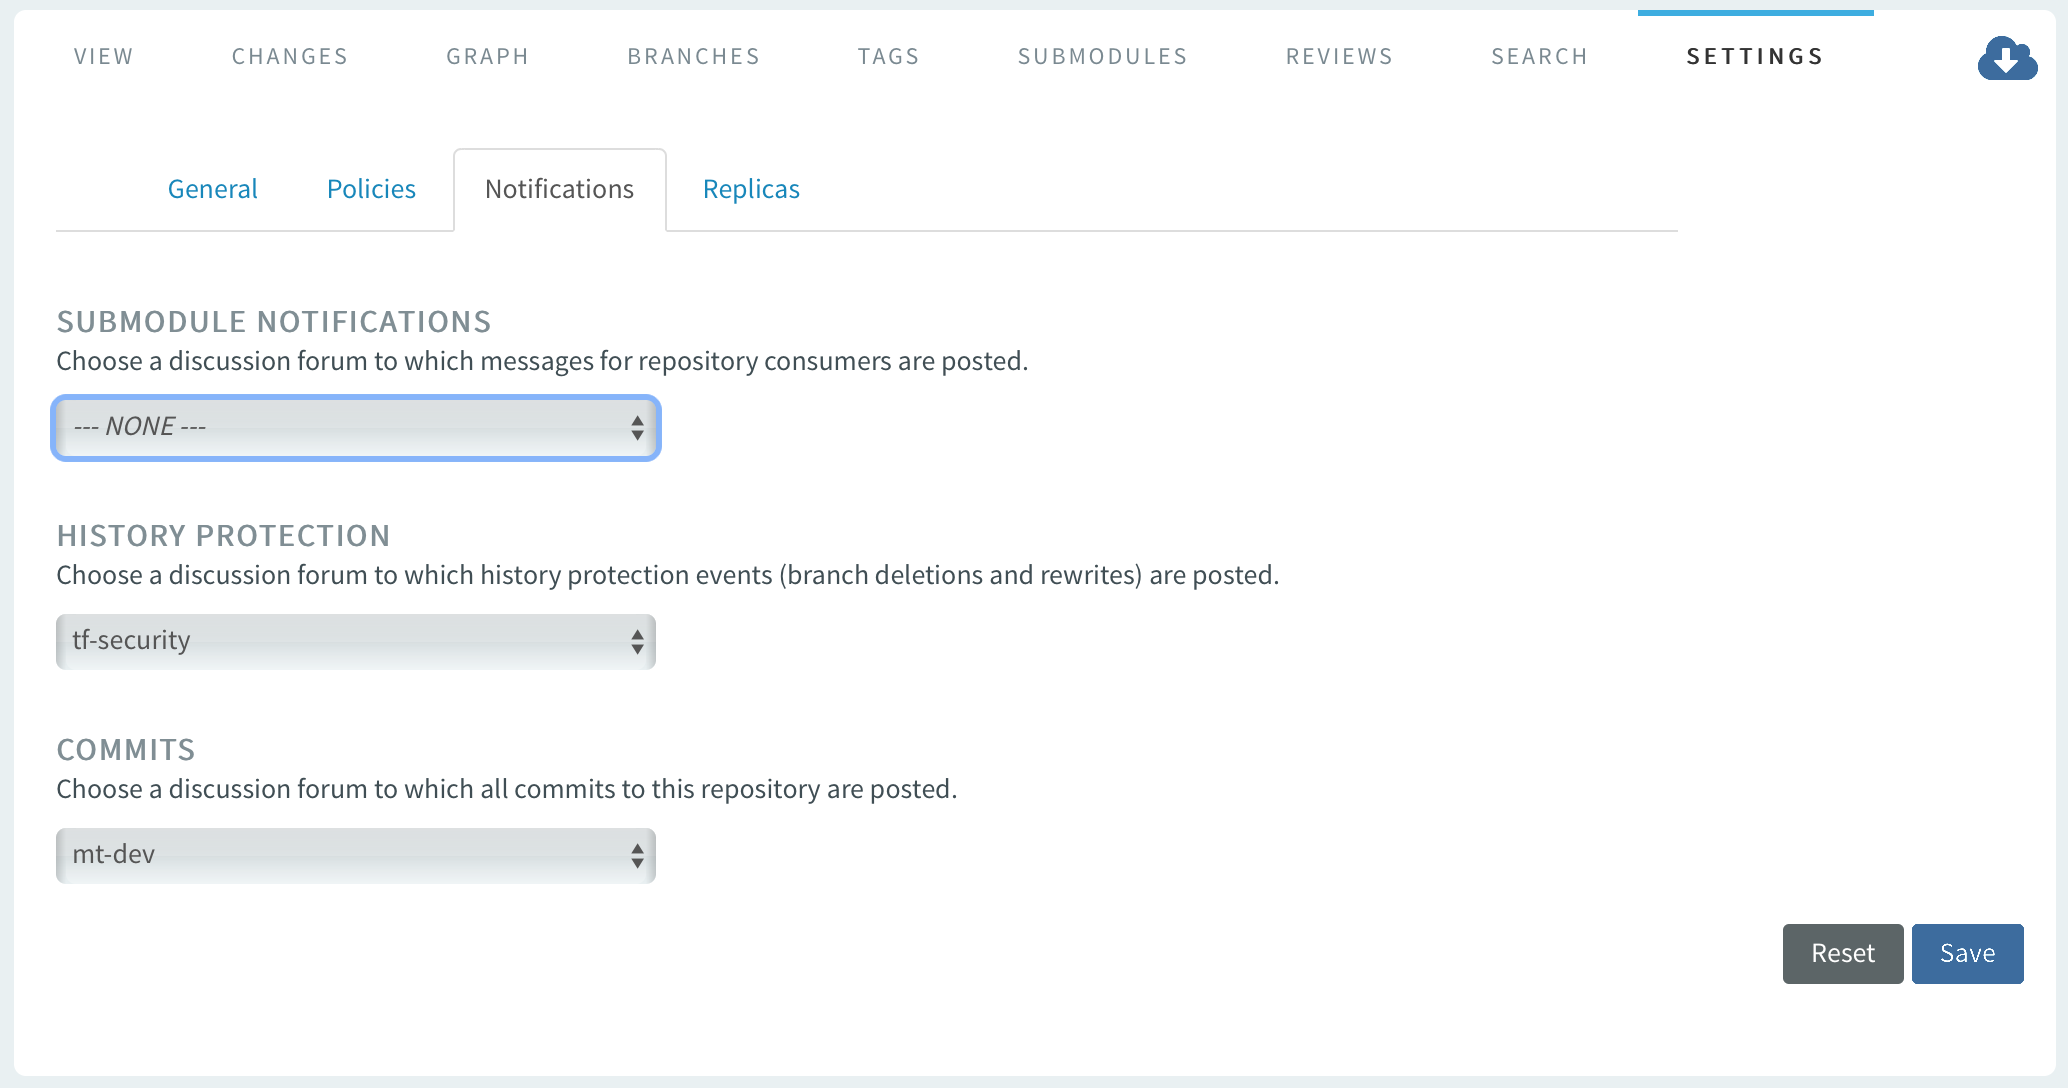 VIEW CHANGES GRAPH BRANCHES TAGS SUBMODULES REVIEWS SEARCH SETTINGS
General Policies Notifications Replicas
SUBMODULE NOTIFICATIONS
Choose a discussion forum to which messages for repository consumers are posted.
--- NONE ---
HISTORY PROTECTION
Choose a discussion forum to which history protection events (branch deletions and rewrites) are posted.
tf-security
COMMITS
Choose a discussion forum to which all commits to this repository are posted.
mt-dev
Reset Save